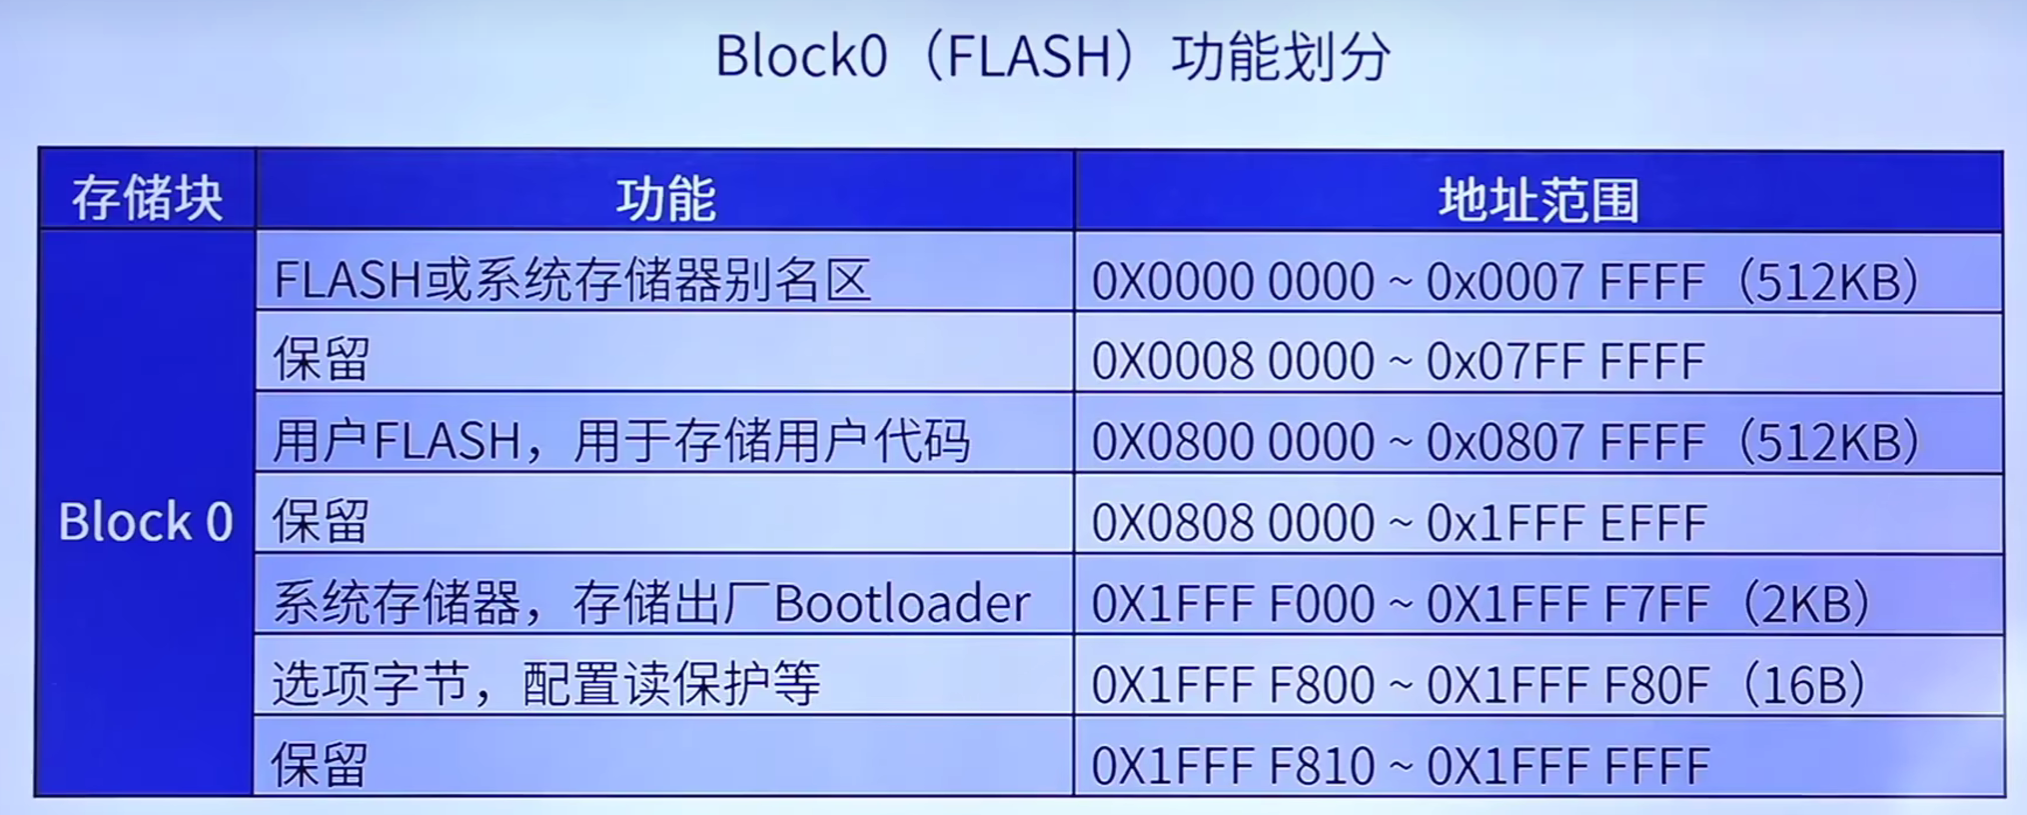 Block0（FLASH）功能划分
存储块 功能 地址范围
FLASH或系统存储器别名区 0X0000 0000 ~ 0x0007 FFFF（512KB）
保留 0X0008 0000 ~ 0x07FF FFFF
用户FLASH，用于存储用户代码 0X0800 0000 ~ 0x0807 FFFF（512KB）
Block 0 保留 0X0808 0000 ~ 0x1FFF EFFF
系统存储器，存储出厂Bootloader 0X1FFF F000 ~ 0X1FFF F7FF（2KB）
选项字节，配置读保护等 0X1FFF F800 ~ 0X1FFF F80F（16B）
保留 0X1FFF F810 ~ 0X1FFF FFFF